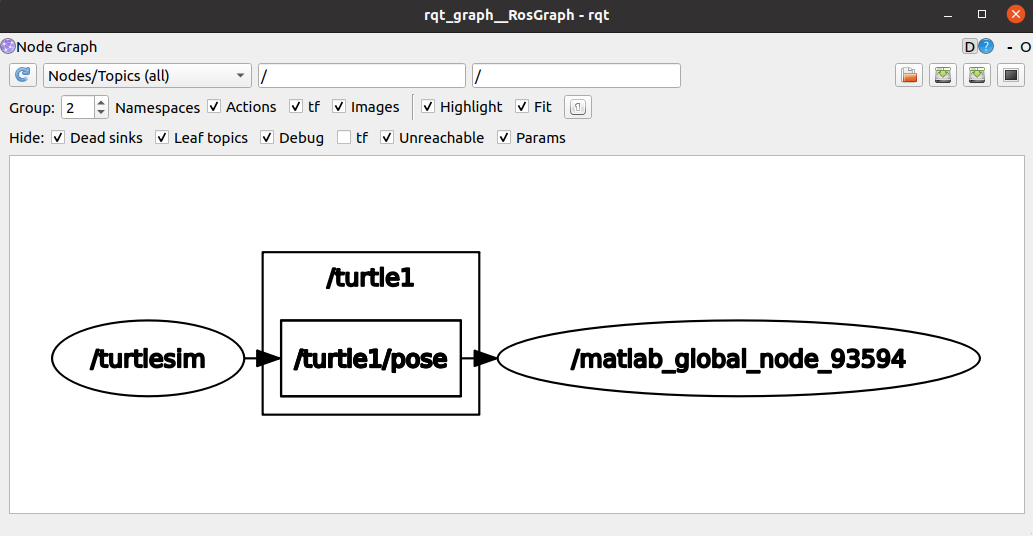 rqt_graph__RosGraph - rqt
Node Graph D ? - O
Nodes/Topics (all) / /
Group: 2 Namespaces Actions tf Images Highlight Fit
Hide: Dead sinks Leaf topics Debug tf Unreachable Params
/turtle1
/turtlesim /turtle1/pose /matlab_global_node_93594